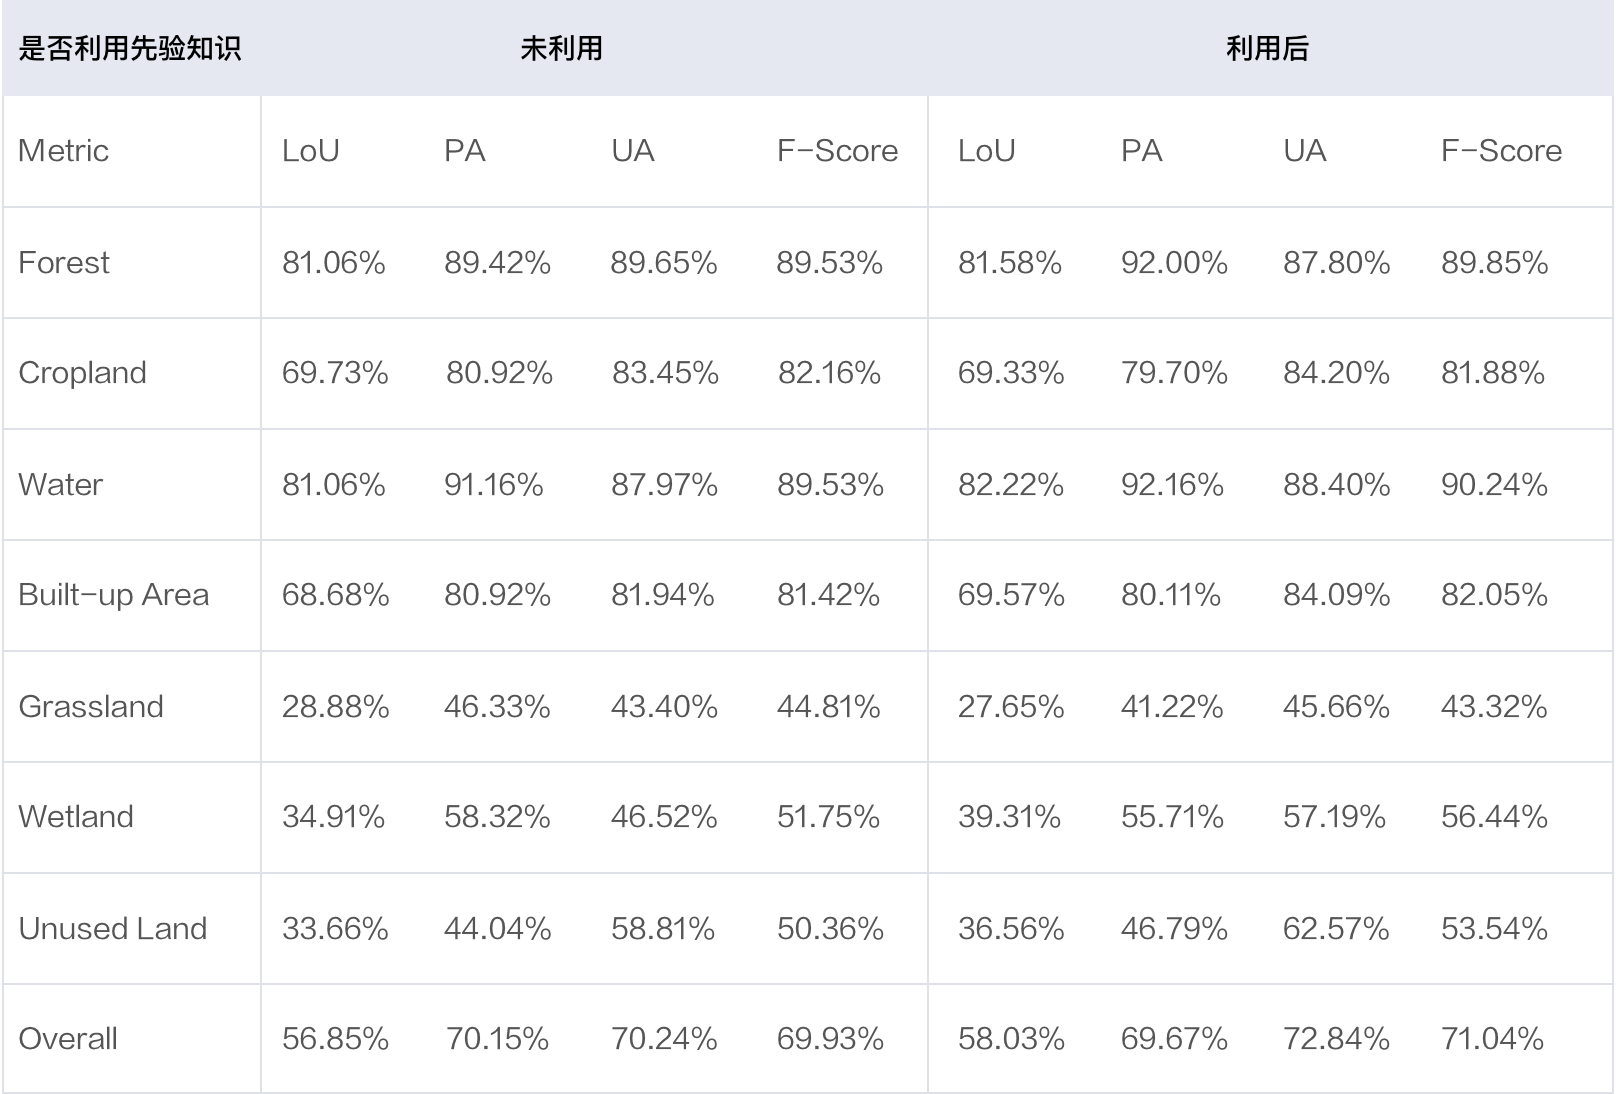 是否利用先验知识 未利用 利用后
Metric LoU PA UA F-Score LoU PA UA F-Score
Forest 81.06% 89.42% 89.65% 89.53% 81.58% 92.00% 87.80% 89.85%
Cropland 69.73% 80.92% 83.45% 82.16% 69.33% 79.70% 84.20% 81.88%
Water 81.06% 91.16% 87.97% 89.53% 82.22% 92.16% 88.40% 90.24%
Built-up Area 68.68% 80.92% 81.94% 81.42% 69.57% 80.11% 84.09% 82.05%
Grassland 28.88% 46.33% 43.40% 44.81% 27.65% 41.22% 45.66% 43.32%
Wetland 34.91% 58.32% 46.52% 51.75% 39.31% 55.71% 57.19% 56.44%
Unused Land 33.66% 44.04% 58.81% 50.36% 36.56% 46.79% 62.57% 53.54%
Overall 56.85% 70.15% 70.24% 69.93% 58.03% 69.67% 72.84% 71.04%